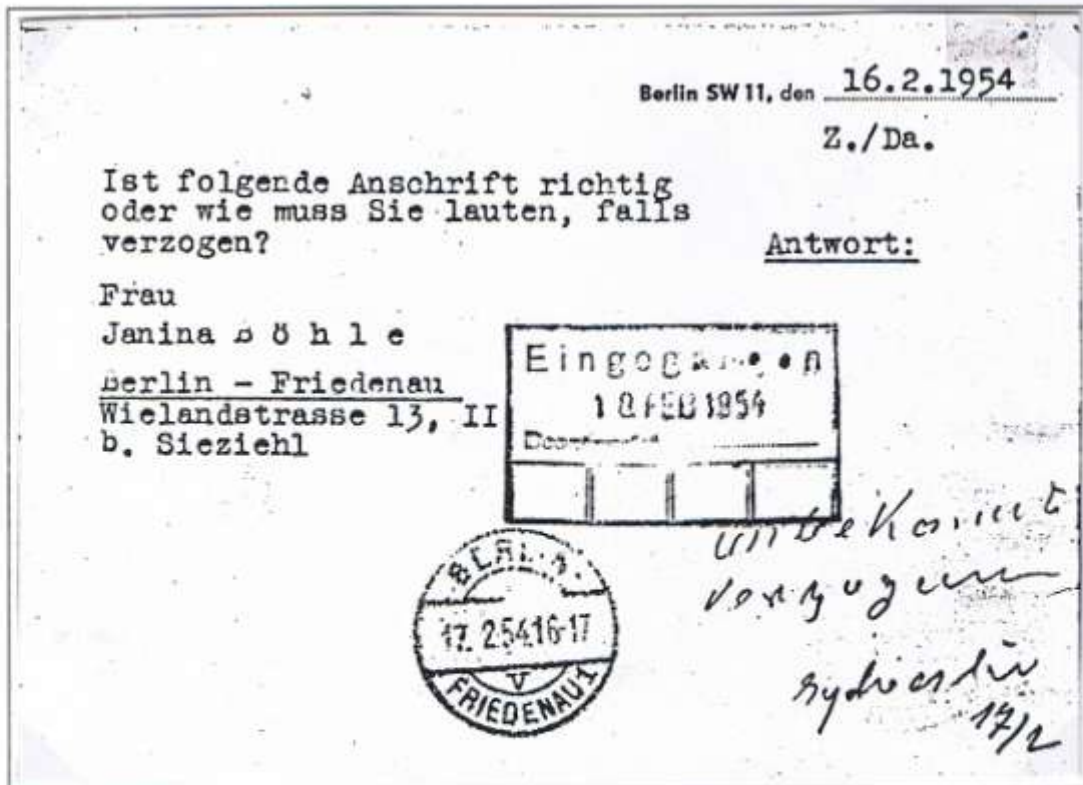 Berlin SW 11, den 16.2.1954
Z./Da.
Ist folgende Anschrift richtig
oder wie muss Sie lauten, falls
verzogen?
Antwort:
Frau
Janina B ö h l e
Berlin - Friedenau
Wielandstrasse 13, II
b. Sieziehl
Eingegangen
18 FEB 1954
unbekannt
verzogen
17/2
BERLIN
17. 2.54.16-17
V
FRIEDENAU 1